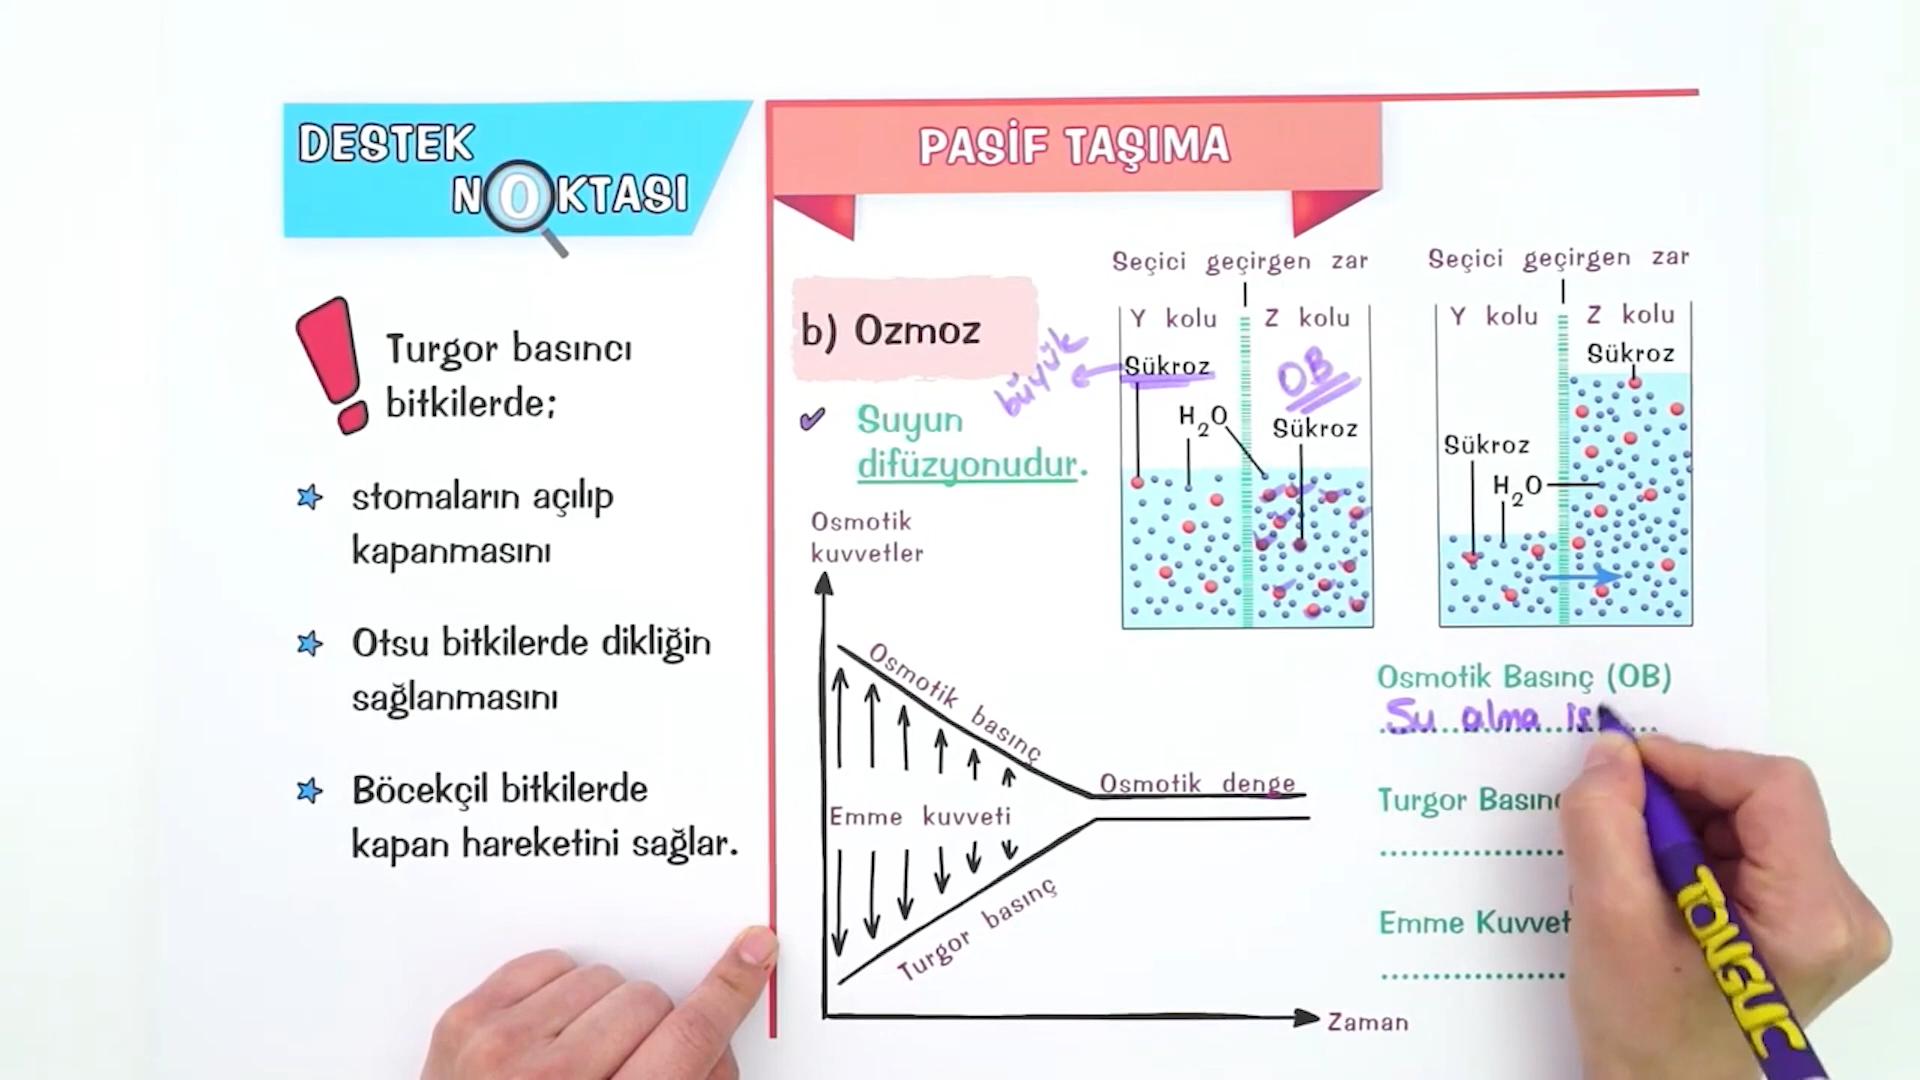 DESTEK
NOKTASI
Turgor basıncı
bitkilerde;
stomaların açılıp
kapanmasını
Otsu bitkilerde dikliğin
sağlanmasını
Böcekçil bitkilerde
kapan hareketini sağlar.
PASİF TAŞIMA
b) Ozmoz
büyük
Suyun
difüzyonudur.
Seçici geçirgen zar
Y kolu Z kolu
Sükroz
OB
H2O
Sükroz
Seçici geçirgen zar
Y kolu Z kolu
Sükroz
Sükroz
H2O
Osmotik
kuvvetler
Osmotik basınç
Osmotik denge
Emme kuvveti
Turgor basınç
Zaman
Osmotik Basınç (OB)
Su alma is
Turgor Basınç
Emme Kuvvet
TONGUÇ